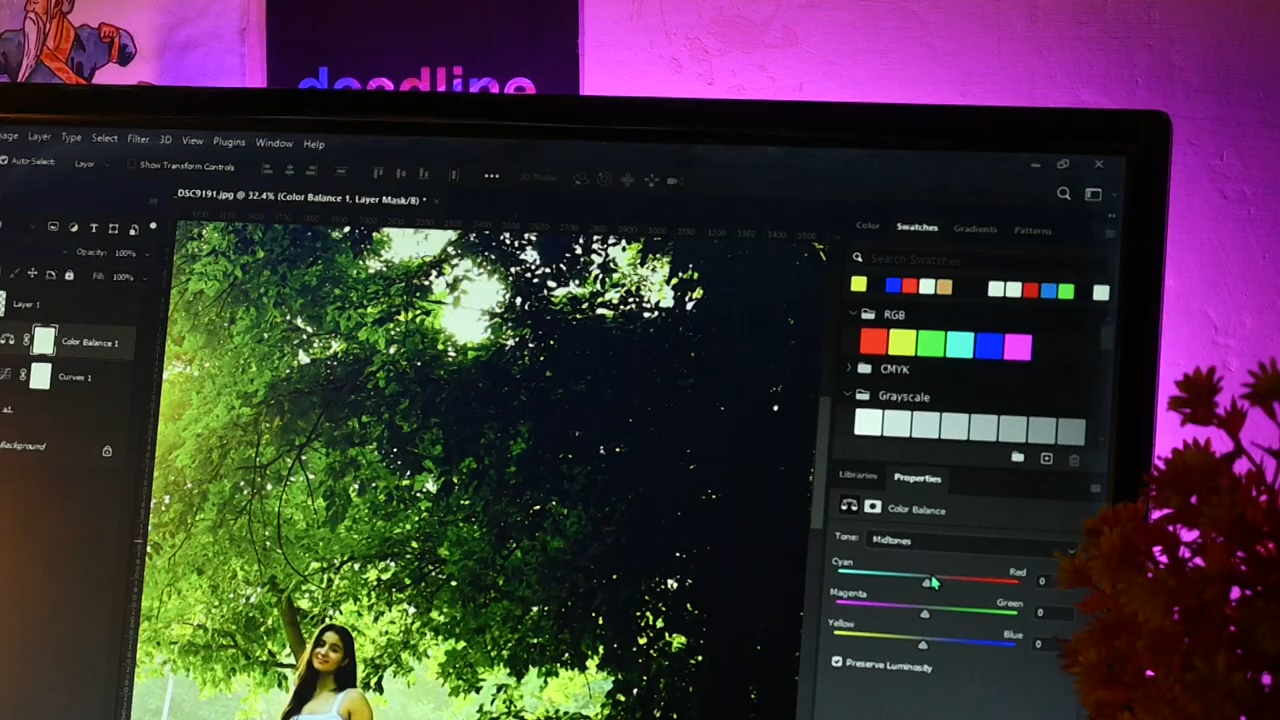 deadline
Image Layer Type Select Filter 3D View Plugins Window Help
Auto-Select: Layer Show Transform Controls 3D Mode
_DSC9191.jpg @ 32.4% (Color Balance 1, Layer Mask/8) *
Color Swatches Gradients Patterns
Search Swatches
RGB
CMYK
Grayscale
Opacity: 100%
Fill: 100%
Layer 1
Color Balance 1
Curves 1
Background
Libraries Properties
Color Balance
Tone: Midtones
Cyan Red 0
Magenta Green 0
Yellow Blue 0
Preserve Luminosity